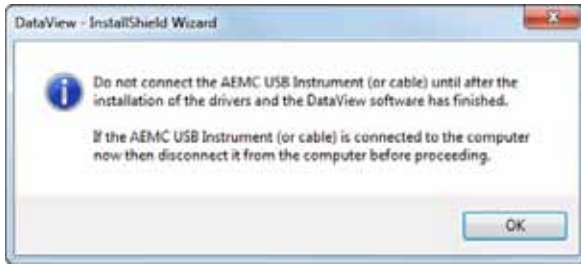 DataView - InstallShield Wizard
Do not connect the AEMC USB Instrument (or cable) until after the
installation of the drivers and the DataView software has finished.
If the AEMC USB Instrument (or cable) is connected to the computer
now then disconnect it from the computer before proceeding.
OK